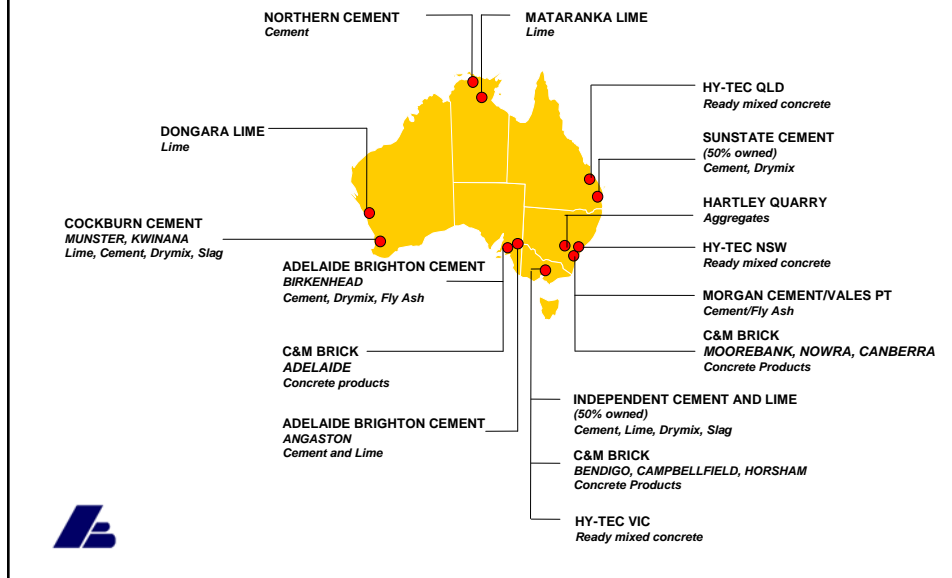 NORTHERN CEMENT
Cement
MATARANKA LIME
Lime
HY-TEC QLD
Ready mixed concrete
DONGARA LIME
Lime
SUNSTATE CEMENT
(50% owned)
Cement, Drymix
HARTLEY QUARRY
Aggregates
COCKBURN CEMENT
MUNSTER, KWINANA
Lime, Cement, Drymix, Slag
HY-TEC NSW
Ready mixed concrete
ADELAIDE BRIGHTON CEMENT
BIRKENHEAD
Cement, Drymix, Fly Ash
MORGAN CEMENT/VALES PT
Cement/Fly Ash
C&M BRICK
MOOREBANK, NOWRA, CANBERRA
Concrete Products
C&M BRICK
ADELAIDE
Concrete products
INDEPENDENT CEMENT AND LIME
(50% owned)
Cement, Lime, Drymix, Slag
ADELAIDE BRIGHTON CEMENT
ANGASTON
Cement and Lime
C&M BRICK
BENDIGO, CAMPBELLFIELD, HORSHAM
Concrete Products
HY-TEC VIC
Ready mixed concrete